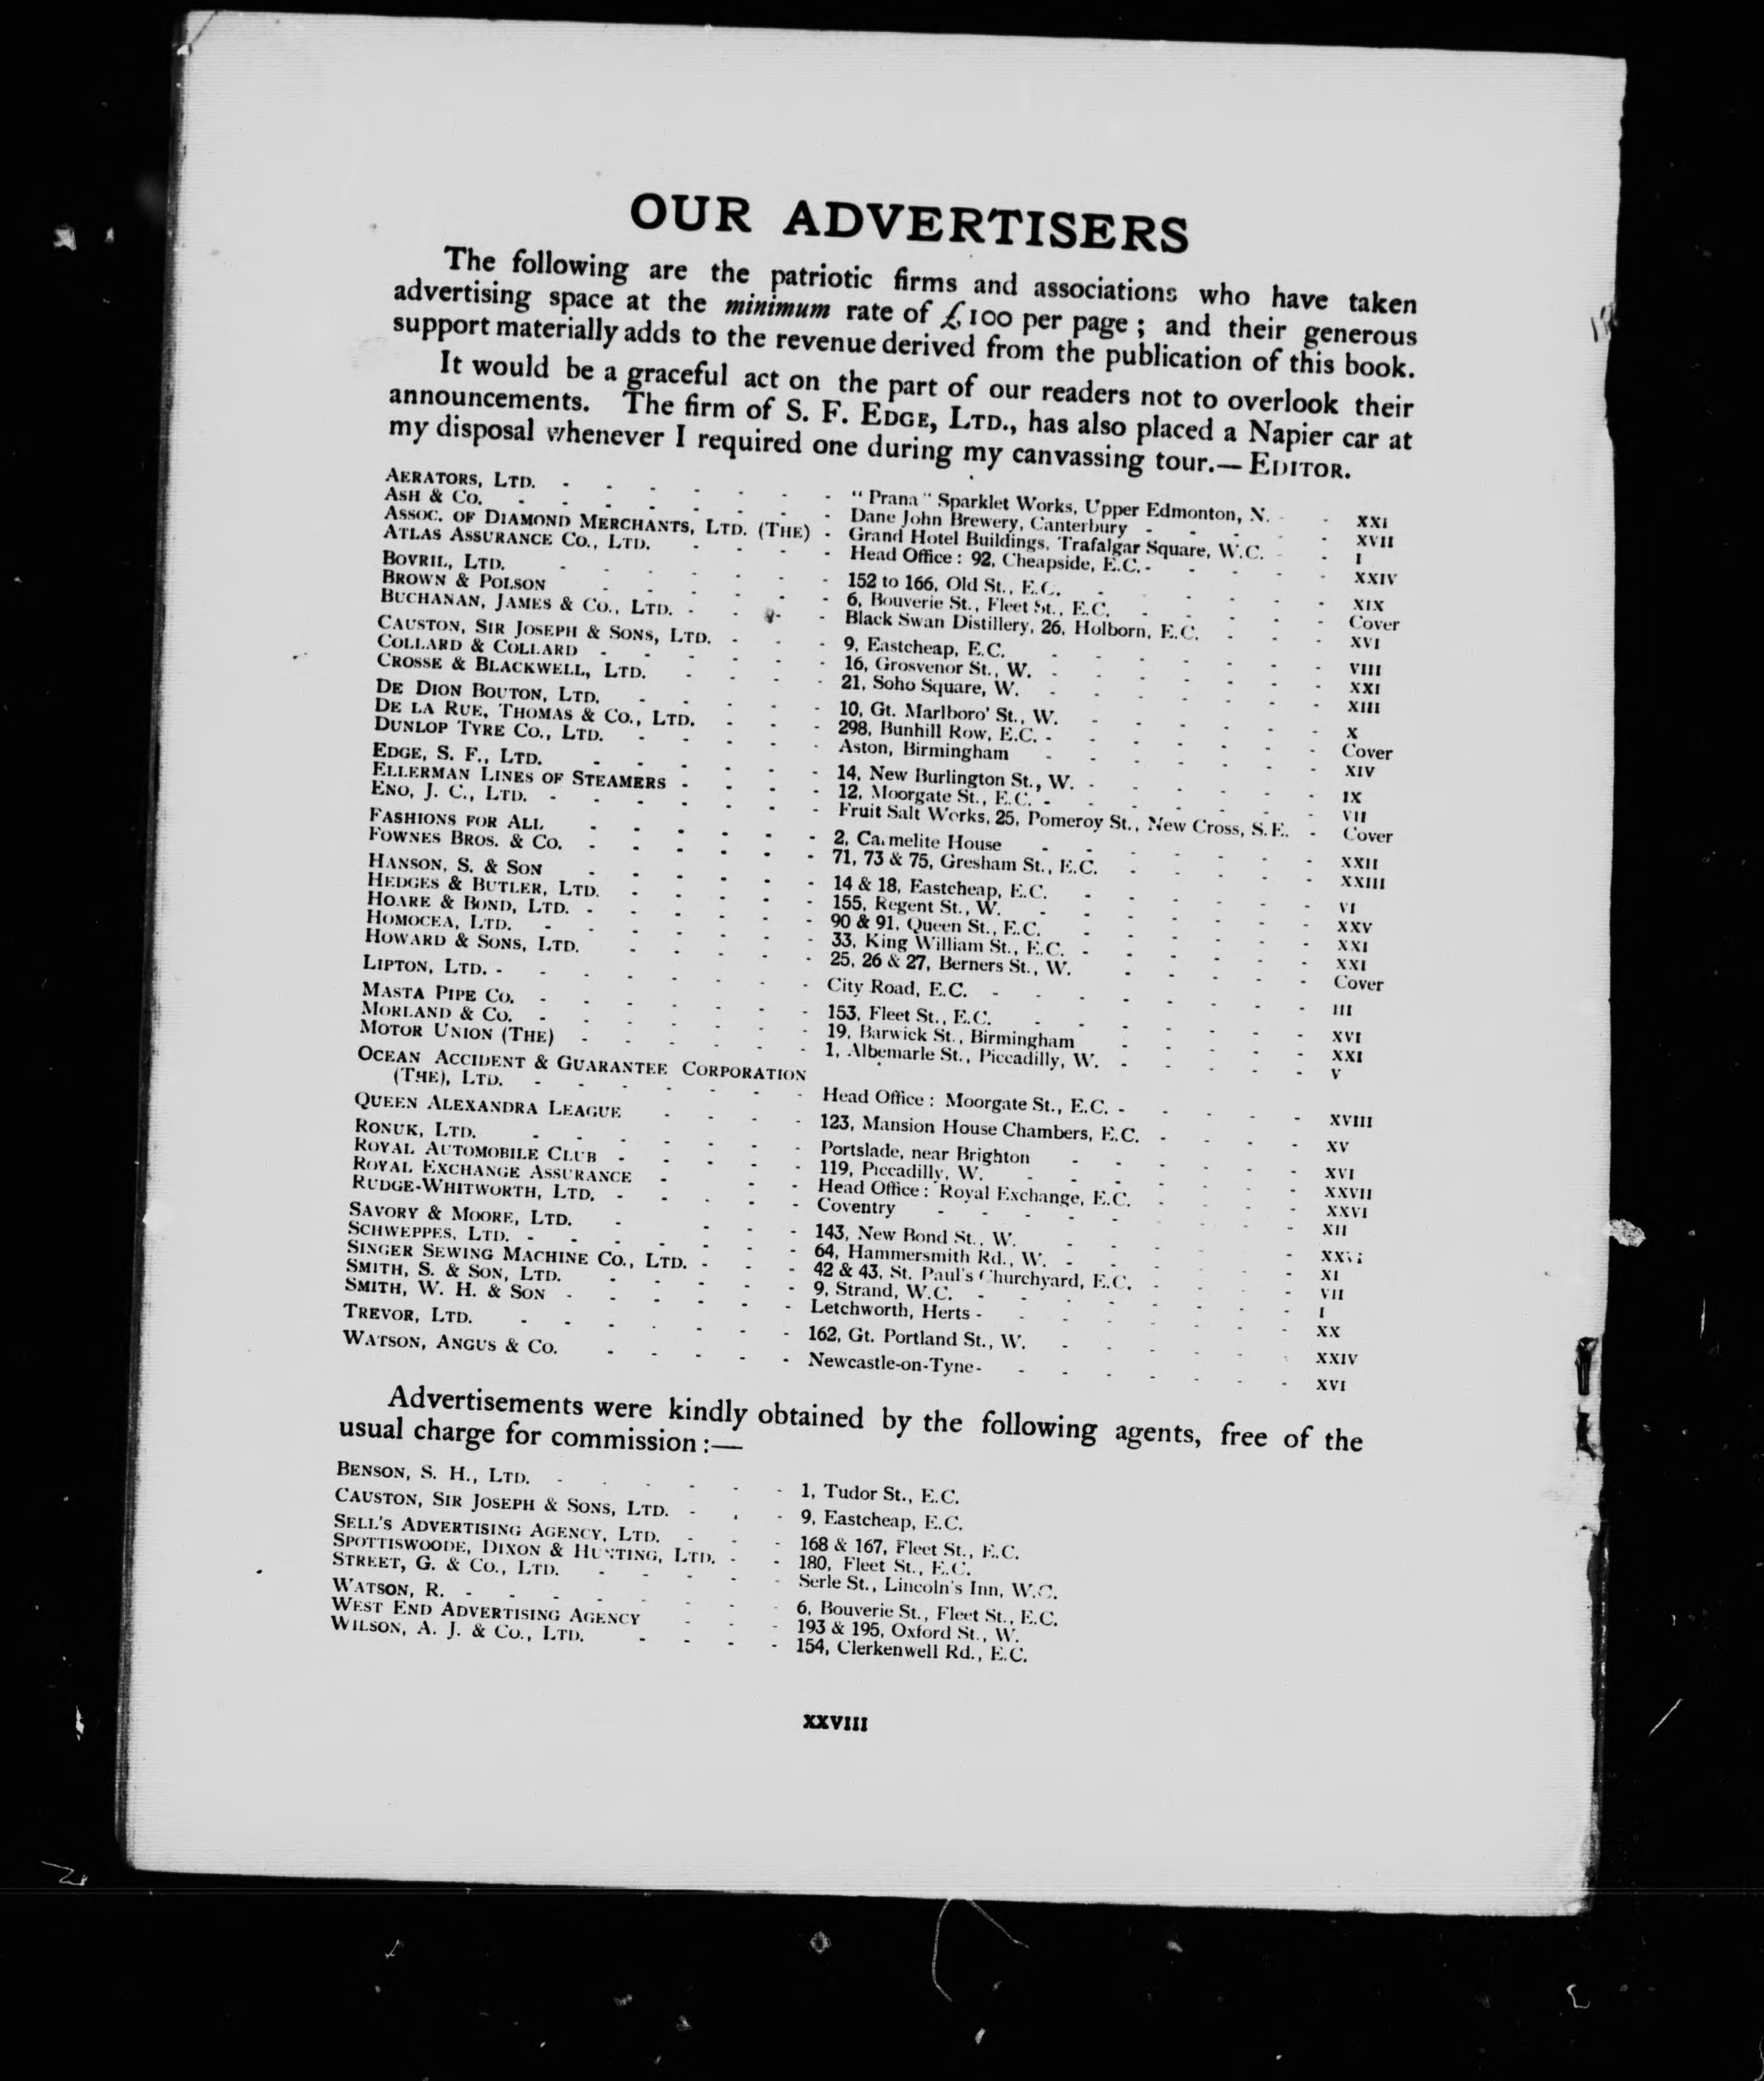 OUR ADVERTISERS
The following are the patriotic firms and associations who have taken
advertising space at the minimum rate of £100 per page; and their generous
support materially adds to the revenue derived from the publication of this book.
It would be a graceful act on the part of our readers not to overlook their
announcements. The firm of S. F. EDGE, LTD., has also placed a Napier car at
my disposal whenever I required one during my canvassing tour.—EDITOR.
AERATORS, LTD. - "Prana" Sparklet Works, Upper Edmonton, N. - XXI
ASH & CO. - Dane John Brewery, Canterbury - XVII
ASSOC. OF DIAMOND MERCHANTS, LTD. (THE) - Grand Hotel Buildings, Trafalgar Square, W.C. - I
ATLAS ASSURANCE CO., LTD. - Head Office: 92, Cheapside, E.C. - XXIV
BOVRIL, LTD. - 152 to 166, Old St., E.C. - XIX
BROWN & POLSON - 6, Bouverie St., Fleet St., E.C. - Cover
BUCHANAN, JAMES & CO., LTD. - Black Swan Distillery, 26, Holborn, E.C. - XVI
CAUSTON, SIR JOSEPH & SONS, LTD. - 9, Eastcheap, E.C. - VIII
COLLARD & COLLARD - 16, Grosvenor St., W. - XXI
CROSSE & BLACKWELL, LTD. - 21, Soho Square, W. - XIII
DE DION BOUTON, LTD. - 10, Gt. Marlboro' St., W. - X
DE LA RUE, THOMAS & CO., LTD. - 298, Bunhill Row, E.C. - Cover
DUNLOP TYRE CO., LTD. - Aston, Birmingham - XIV
EDGE, S. F., LTD. - 14, New Burlington St., W. - IX
ELLERMAN LINES OF STEAMERS - 12, Moorgate St., E.C. - VII
ENO, J. C., LTD. - Fruit Salt Works, 25, Pomeroy St., New Cross, S.E. - Cover
FASHIONS FOR ALL - 2, Carmelite House - XXII
FOWNES BROS. & CO. - 71, 73 & 75, Gresham St., E.C. - XXIII
HANSON, S. & SON - 14 & 18, Eastcheap, E.C. - VI
HEDGES & BUTLER, LTD. - 155, Regent St., W. - XXV
HOARE & BOND, LTD. - 90 & 91, Queen St., E.C. - XXI
HOMOCEA, LTD. - 33, King William St., E.C. - XXI
HOWARD & SONS, LTD. - 25, 26 & 27, Berners St., W. - Cover
LIPTON, LTD. - City Road, E.C. - III
MASTA PIPE CO. - 153, Fleet St., E.C. - XVI
MORLAND & CO. - 19, Barwick St., Birmingham - XXI
MOTOR UNION (THE) - 1, Albemarle St., Piccadilly, W. - V
OCEAN ACCIDENT & GUARANTEE CORPORATION
(THE), LTD. - Head Office: Moorgate St., E.C. - XVIII
QUEEN ALEXANDRA LEAGUE - 123, Mansion House Chambers, E.C. - XV
RONUK, LTD. - Portslade, near Brighton - XVI
ROYAL AUTOMOBILE CLUB - 119, Piccadilly, W. - XXVII
ROYAL EXCHANGE ASSURANCE - Head Office: Royal Exchange, E.C. - XXVI
RUDGE-WHITWORTH, LTD. - Coventry - XII
SAVORY & MOORE, LTD. - 143, New Bond St., W.
SCHWEPPES, LTD. - 64, Hammersmith Rd., W. - XI
SINGER SEWING MACHINE CO., LTD. - 42 & 43, St. Paul's Churchyard, E.C. - VII
SMITH, S. & SON, LTD. - 9, Strand, W.C. - I
SMITH, W. H. & SON - Letchworth, Herts - XX
TREVOR, LTD. - 162, Gt. Portland St., W. - XXIV
WATSON, ANGUS & CO. - Newcastle-on-Tyne - XVI
Advertisements were kindly obtained by the following agents, free of the
usual charge for commission:—
BENSON, S. H., LTD. - 1, Tudor St., E.C.
CAUSTON, SIR JOSEPH & SONS, LTD. - 9, Eastcheap, E.C.
SELL'S ADVERTISING AGENCY, LTD. - 168 & 167, Fleet St., E.C.
SPOTTISWOODE, DIXON & HUNTING, LTD. - 180, Fleet St., E.C.
STREET, G. & CO., LTD. - Serle St., Lincoln's Inn, W.C.
WATSON, R. - 6, Bouverie St., Fleet St., E.C.
WEST END ADVERTISING AGENCY - 193 & 195, Oxford St., W.
WILSON, A. J. & CO., LTD. - 154, Clerkenwell Rd., E.C.
XXVIII